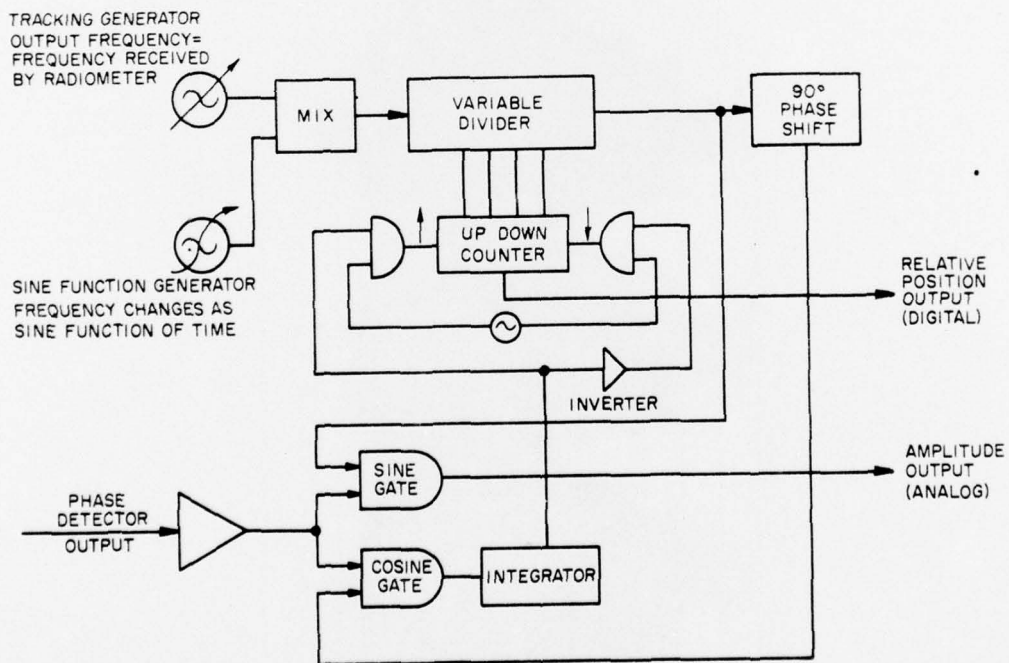 TRACKING GENERATOR
OUTPUT FREQUENCY=
FREQUENCY RECEIVED
BY RADIOMETER
MIX
VARIABLE
DIVIDER
90°
PHASE
SHIFT
UP DOWN
COUNTER
SINE FUNCTION GENERATOR
FREQUENCY CHANGES AS
SINE FUNCTION OF TIME
RELATIVE
POSITION
OUTPUT
(DIGITAL)
INVERTER
SINE
GATE
AMPLITUDE
OUTPUT
(ANALOG)
PHASE
DETECTOR
OUTPUT
COSINE
GATE
INTEGRATOR